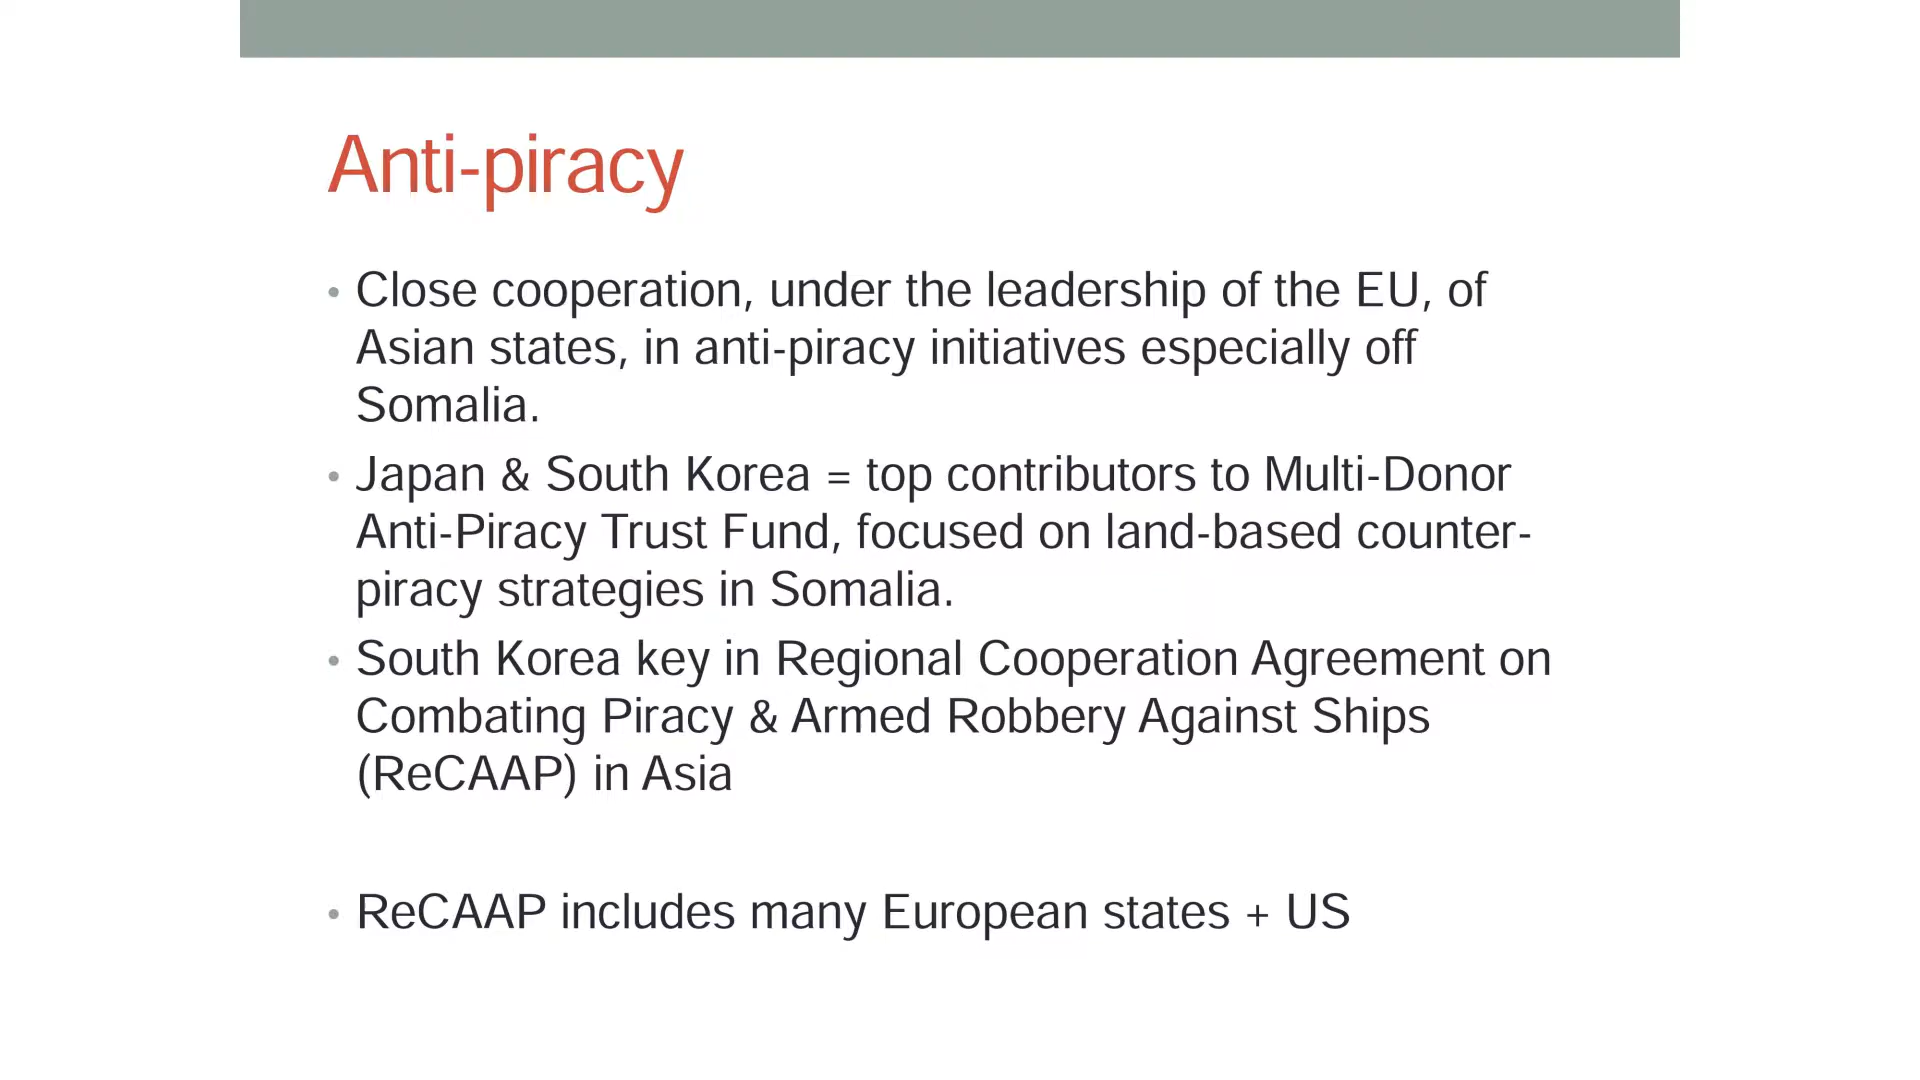 Anti-piracy
• Close cooperation, under the leadership of the EU, of
Asian states, in anti-piracy initiatives especially off
Somalia.
• Japan & South Korea = top contributors to Multi-Donor
Anti-Piracy Trust Fund, focused on land-based counter-
piracy strategies in Somalia.
• South Korea key in Regional Cooperation Agreement on
Combating Piracy & Armed Robbery Against Ships
(ReCAAP) in Asia
• ReCAAP includes many European states + US